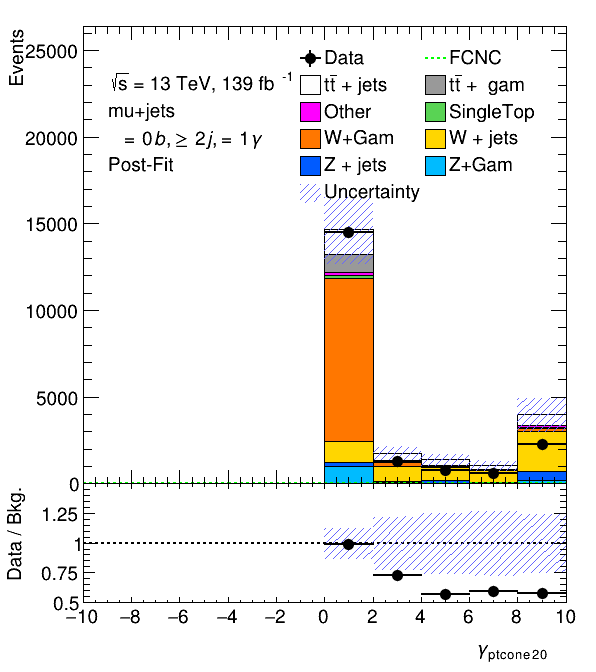 Events
25000
20000
15000
10000
5000
0
√s = 13 TeV, 139 fb⁻¹
mu+jets
= 0b, ≥ 2j, = 1γ
Post-Fit
Data
FCNC
tt̄ + jets
tt̄ + gam
Other
SingleTop
W+Gam
W + jets
Z + jets
Z+Gam
Uncertainty
Data / Bkg.
1.25
1
0.75
0.5
−10 −8 −6 −4 −2 0 2 4 6 8 10
γptcone20